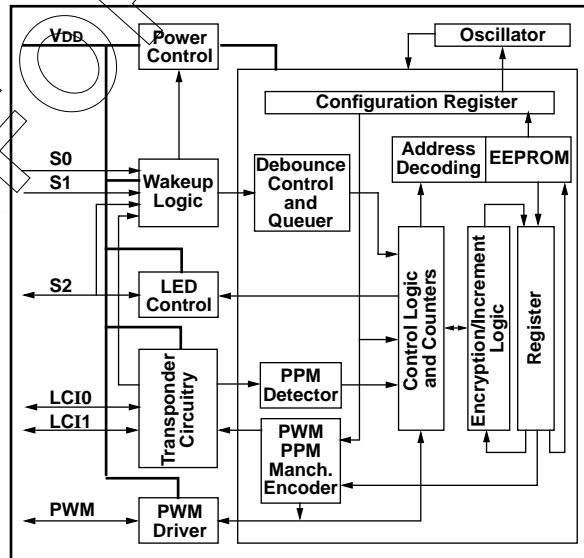 VDD
Power
Control
Oscillator
Configuration Register
S0
S1
Wakeup
Logic
Debounce
Control
and
Queuer
Address
Decoding
EEPROM
S2
LED
Control
Control Logic
and Counters
Encryption/Increment
Logic
Register
LCI0
LCI1
Transponder
Circuitry
PPM
Detector
PWM
PPM
Manch.
Encoder
PWM
PWM
Driver